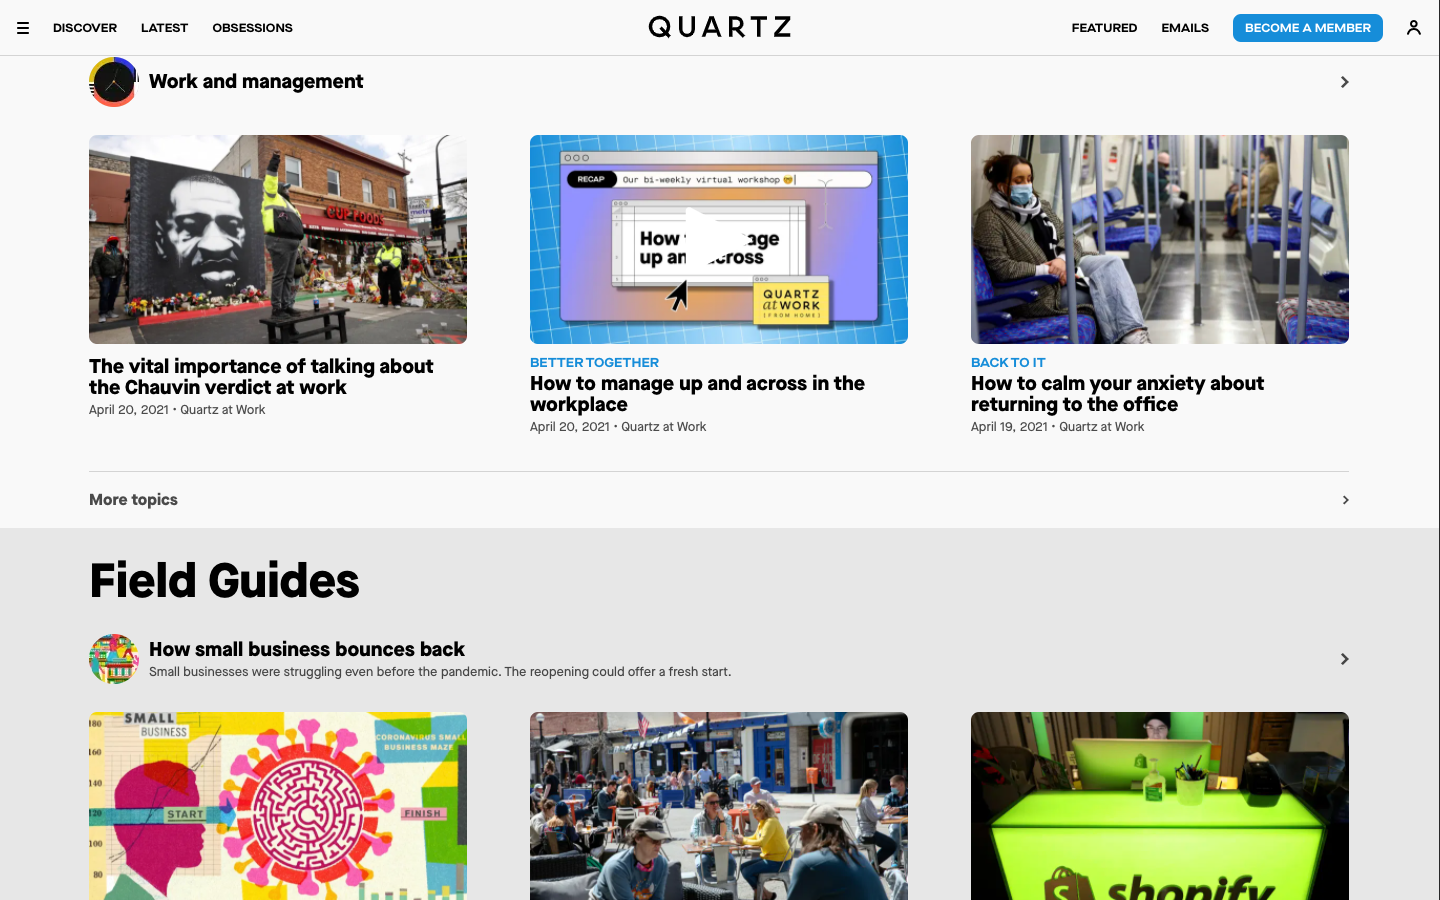 DISCOVER
LATEST
OBSESSIONS
QUARTZ
FEATURED
EMAILS
BECOME A MEMBER
Work and management
CUP FOODS
metro
RECAP
Our bi-weekly virtual workshop
How age
up an cross
QUARTZ
at WORK
[FROM HOME]
The vital importance of talking about
the Chauvin verdict at work
April 20, 2021 • Quartz at Work
BETTER TOGETHER
How to manage up and across in the
workplace
April 20, 2021 • Quartz at Work
BACK TO IT
How to calm your anxiety about
returning to the office
April 19, 2021 • Quartz at Work
More topics
Field Guides
How small business bounces back
Small businesses were struggling even before the pandemic. The reopening could offer a fresh start.
180
SMALL
BUSINESS
160
140
120
100
80
START
FINISH
CORONAVIRUS SMALL
BUSINESS MAZE
shopify